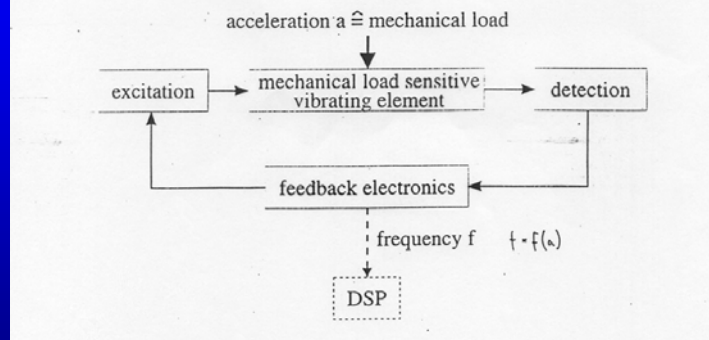 acceleration a ≙ mechanical load
excitation
mechanical load sensitive
vibrating element
detection
feedback electronics
frequency f f = f(a)
DSP